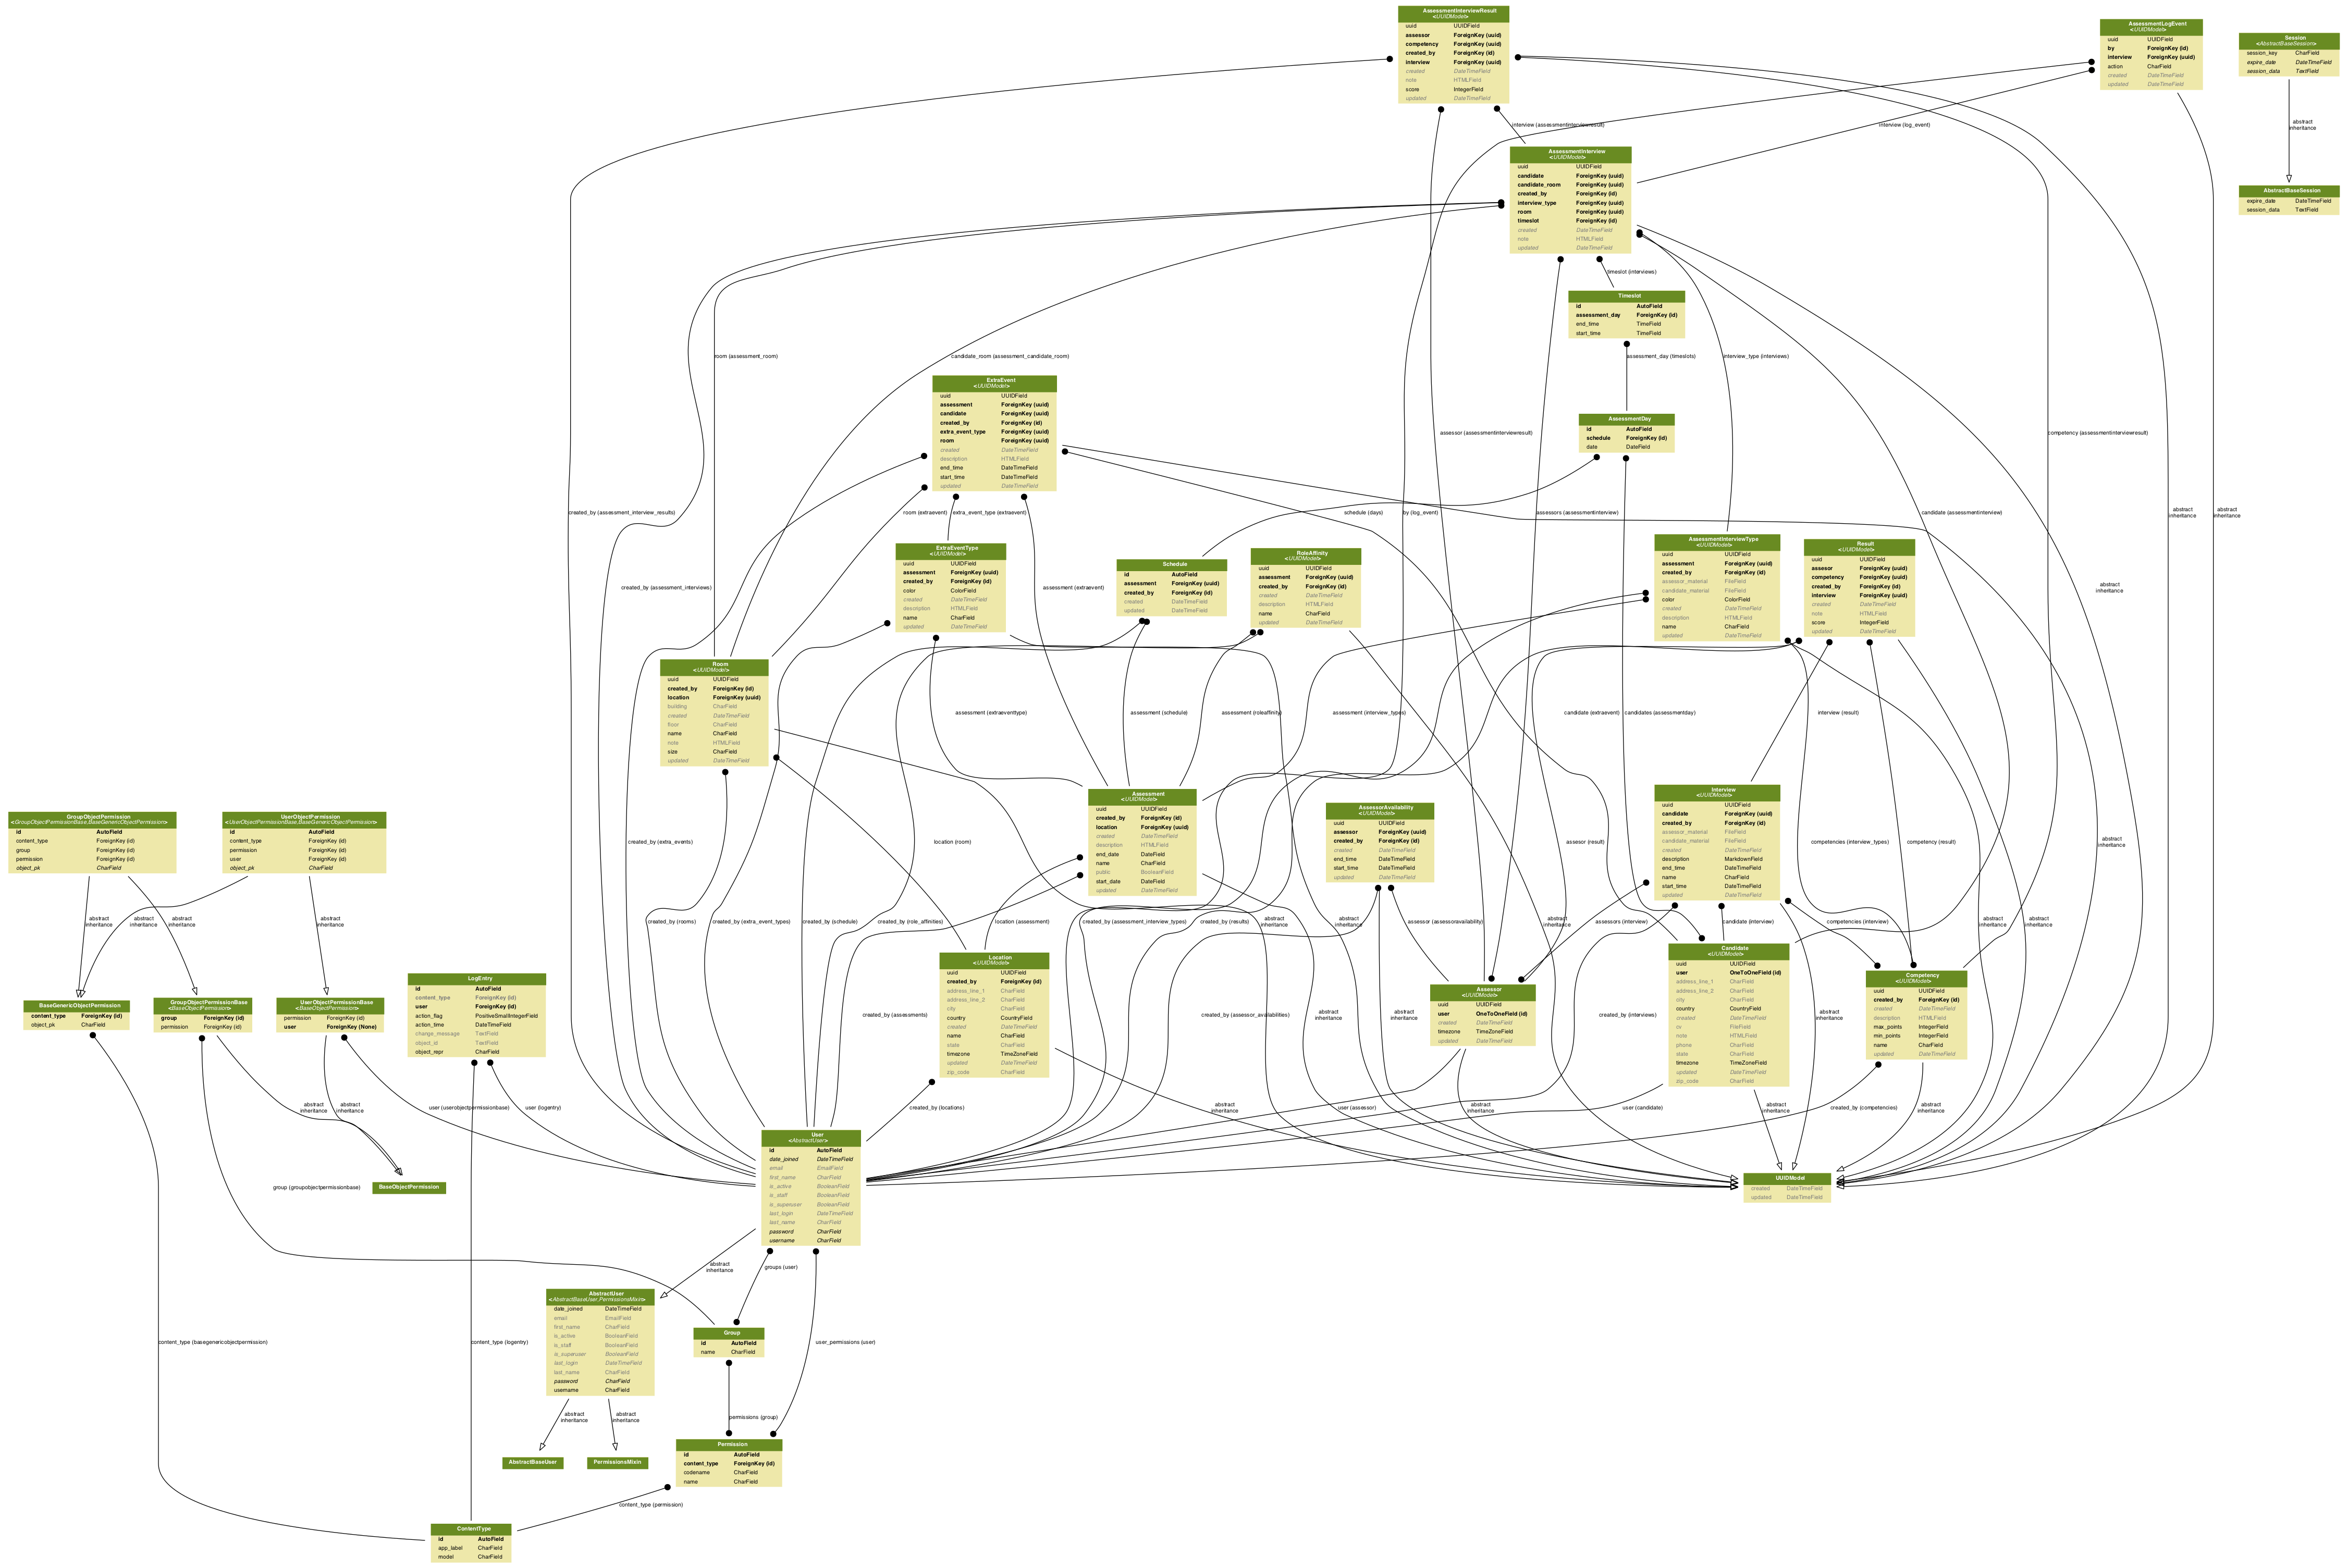 AssessmentInterviewResult
<UUIDModel>
uuid UUIDField
assessor ForeignKey (uuid)
competency ForeignKey (uuid)
created_by ForeignKey (id)
interview ForeignKey (uuid)
created DateTimeField
note HTMLField
score IntegerField
updated DateTimeField
AssessmentLogEvent
<UUIDModel>
uuid UUIDField
by ForeignKey (id)
interview ForeignKey (uuid)
action CharField
created DateTimeField
updated DateTimeField
Session
<AbstractBaseSession>
session_key CharField
expire_date DateTimeField
session_data TextField
abstract
inheritance
AbstractBaseSession
expire_date DateTimeField
session_data TextField
interview (assessmentinterviewresult)
interview (log_event)
AssessmentInterview
<UUIDModel>
uuid UUIDField
candidate ForeignKey (uuid)
candidate_room ForeignKey (uuid)
created_by ForeignKey (id)
interview_type ForeignKey (uuid)
room ForeignKey (uuid)
timeslot ForeignKey (id)
created DateTimeField
note HTMLField
updated DateTimeField
timeslot (interviews)
Timeslot
id AutoField
assessment_day ForeignKey (id)
end_time TimeField
start_time TimeField
room (assessment_room)
candidate_room (assessment_candidate_room)
assessment_day (timeslots)
interview_type (interviews)
ExtraEvent
<UUIDModel>
uuid UUIDField
assessment ForeignKey (uuid)
candidate ForeignKey (uuid)
created_by ForeignKey (id)
extra_event_type ForeignKey (uuid)
room ForeignKey (uuid)
created DateTimeField
description HTMLField
end_time DateTimeField
start_time DateTimeField
updated DateTimeField
AssessmentDay
id AutoField
schedule ForeignKey (id)
date DateField
assessor (assessmentinterviewresult)
competency (assessmentinterviewresult)
created_by (assessment_interview_results)
room (extraevent)
extra_event_type (extraevent)
schedule (days)
by (log_event)
assessors (assessmentinterview)
candidate (assessmentinterview)
abstract
inheritance
abstract
inheritance
ExtraEventType
<UUIDModel>
uuid UUIDField
assessment ForeignKey (uuid)
created_by ForeignKey (id)
color ColorField
created DateTimeField
description HTMLField
name CharField
updated DateTimeField
Schedule
id AutoField
assessment ForeignKey (uuid)
created_by ForeignKey (id)
created DateTimeField
updated DateTimeField
RoleAffinity
<UUIDModel>
uuid UUIDField
assessment ForeignKey (uuid)
created_by ForeignKey (id)
created DateTimeField
description HTMLField
name CharField
updated DateTimeField
AssessmentInterviewType
<UUIDModel>
uuid UUIDField
assessment ForeignKey (uuid)
created_by ForeignKey (id)
assessor_material FileField
candidate_material FileField
color ColorField
created DateTimeField
description HTMLField
name CharField
updated DateTimeField
Result
<UUIDModel>
uuid UUIDField
assesor ForeignKey (uuid)
competency ForeignKey (uuid)
created_by ForeignKey (id)
interview ForeignKey (uuid)
created DateTimeField
note HTMLField
score IntegerField
updated DateTimeField
created_by (assessment_interviews)
assessment (extraevent)
abstract
inheritance
Room
<UUIDModel>
uuid UUIDField
created_by ForeignKey (id)
location ForeignKey (uuid)
building CharField
created DateTimeField
floor CharField
name CharField
note HTMLField
size CharField
updated DateTimeField
assessment (extraeventtype)
assessment (schedule)
assessment (roleaffinity)
assessment (interview_types)
candidate (extraevent)
candidates (assessmentday)
interview (result)
GroupObjectPermission
<GroupObjectPermissionBase,BaseGenericObjectPermission>
id AutoField
content_type ForeignKey (id)
group ForeignKey (id)
permission ForeignKey (id)
object_pk CharField
UserObjectPermission
<UserObjectPermissionBase,BaseGenericObjectPermission>
id AutoField
content_type ForeignKey (id)
permission ForeignKey (id)
user ForeignKey (id)
object_pk CharField
Assessment
<UUIDModel>
uuid UUIDField
created_by ForeignKey (id)
location ForeignKey (uuid)
created DateTimeField
description HTMLField
end_date DateField
name CharField
public BooleanField
start_date DateField
updated DateTimeField
AssessorAvailability
<UUIDModel>
uuid UUIDField
assessor ForeignKey (uuid)
created_by ForeignKey (id)
created DateTimeField
end_time DateTimeField
start_time DateTimeField
updated DateTimeField
Interview
<UUIDModel>
uuid UUIDField
candidate ForeignKey (uuid)
created_by ForeignKey (id)
assessor_material FileField
candidate_material FileField
created DateTimeField
description MarkdownField
end_time DateTimeField
name CharField
start_time DateTimeField
updated DateTimeField
created_by (extra_events)
location (room)
assesor (result)
competencies (interview_types)
competency (result)
abstract
inheritance
abstract
inheritance
abstract
inheritance
abstract
inheritance
abstract
inheritance
created_by (rooms)
created_by (extra_event_types)
created_by (schedule)
created_by (role_affinities)
location (assessment)
created_by (assessment_interview_types)
created_by (results)
abstract
inheritance
abstract
inheritance
assessor (assessoravailability)
abstract
inheritance
assessors (interview)
candidate (interview)
competencies (interview)
abstract
inheritance
abstract
inheritance
Location
<UUIDModel>
uuid UUIDField
created_by ForeignKey (id)
address_line_1 CharField
address_line_2 CharField
city CharField
country CountryField
created DateTimeField
name CharField
state CharField
timezone TimeZoneField
updated DateTimeField
zip_code CharField
Candidate
<UUIDModel>
uuid UUIDField
user OneToOneField (id)
address_line_1 CharField
address_line_2 CharField
city CharField
country CountryField
created DateTimeField
cv FileField
note HTMLField
phone CharField
state CharField
timezone TimeZoneField
updated DateTimeField
zip_code CharField
Competency
<UUIDModel>
uuid UUIDField
created_by ForeignKey (id)
created DateTimeField
description HTMLField
max_points IntegerField
min_points IntegerField
name CharField
updated DateTimeField
Assessor
<UUIDModel>
uuid UUIDField
user OneToOneField (id)
created DateTimeField
timezone TimeZoneField
updated DateTimeField
LogEntry
id AutoField
content_type ForeignKey (id)
user ForeignKey (id)
action_flag PositiveSmallIntegerField
action_time DateTimeField
change_message TextField
object_id TextField
object_repr CharField
BaseGenericObjectPermission
content_type ForeignKey (id)
object_pk CharField
GroupObjectPermissionBase
<BaseObjectPermission>
group ForeignKey (id)
permission ForeignKey (id)
UserObjectPermissionBase
<BaseObjectPermission>
permission ForeignKey (id)
user ForeignKey (None)
created_by (assessments)
created_by (assessor_availabilities)
abstract
inheritance
abstract
inheritance
created_by (interviews)
abstract
inheritance
abstract
inheritance
abstract
inheritance
user (userobjectpermissionbase)
user (logentry)
created_by (locations)
abstract
inheritance
user (assessor)
abstract
inheritance
user (candidate)
abstract
inheritance
created_by (competencies)
abstract
inheritance
User
<AbstractUser>
id AutoField
date_joined DateTimeField
email EmailField
first_name CharField
is_active BooleanField
is_staff BooleanField
is_superuser BooleanField
last_login DateTimeField
last_name CharField
password CharField
username CharField
UUIDModel
created DateTimeField
updated DateTimeField
group (groupobjectpermissionbase)
BaseObjectPermission
abstract
inheritance
groups (user)
AbstractUser
<AbstractBaseUser,PermissionsMixin>
date_joined DateTimeField
email EmailField
first_name CharField
is_active BooleanField
is_staff BooleanField
is_superuser BooleanField
last_login DateTimeField
last_name CharField
password CharField
username CharField
Group
id AutoField
name CharField
content_type (basegenericobjectpermission)
content_type (logentry)
user_permissions (user)
abstract
inheritance
abstract
inheritance
permissions (group)
AbstractBaseUser
PermissionsMixin
Permission
id AutoField
content_type ForeignKey (id)
codename CharField
name CharField
content_type (permission)
ContentType
id AutoField
app_label CharField
model CharField